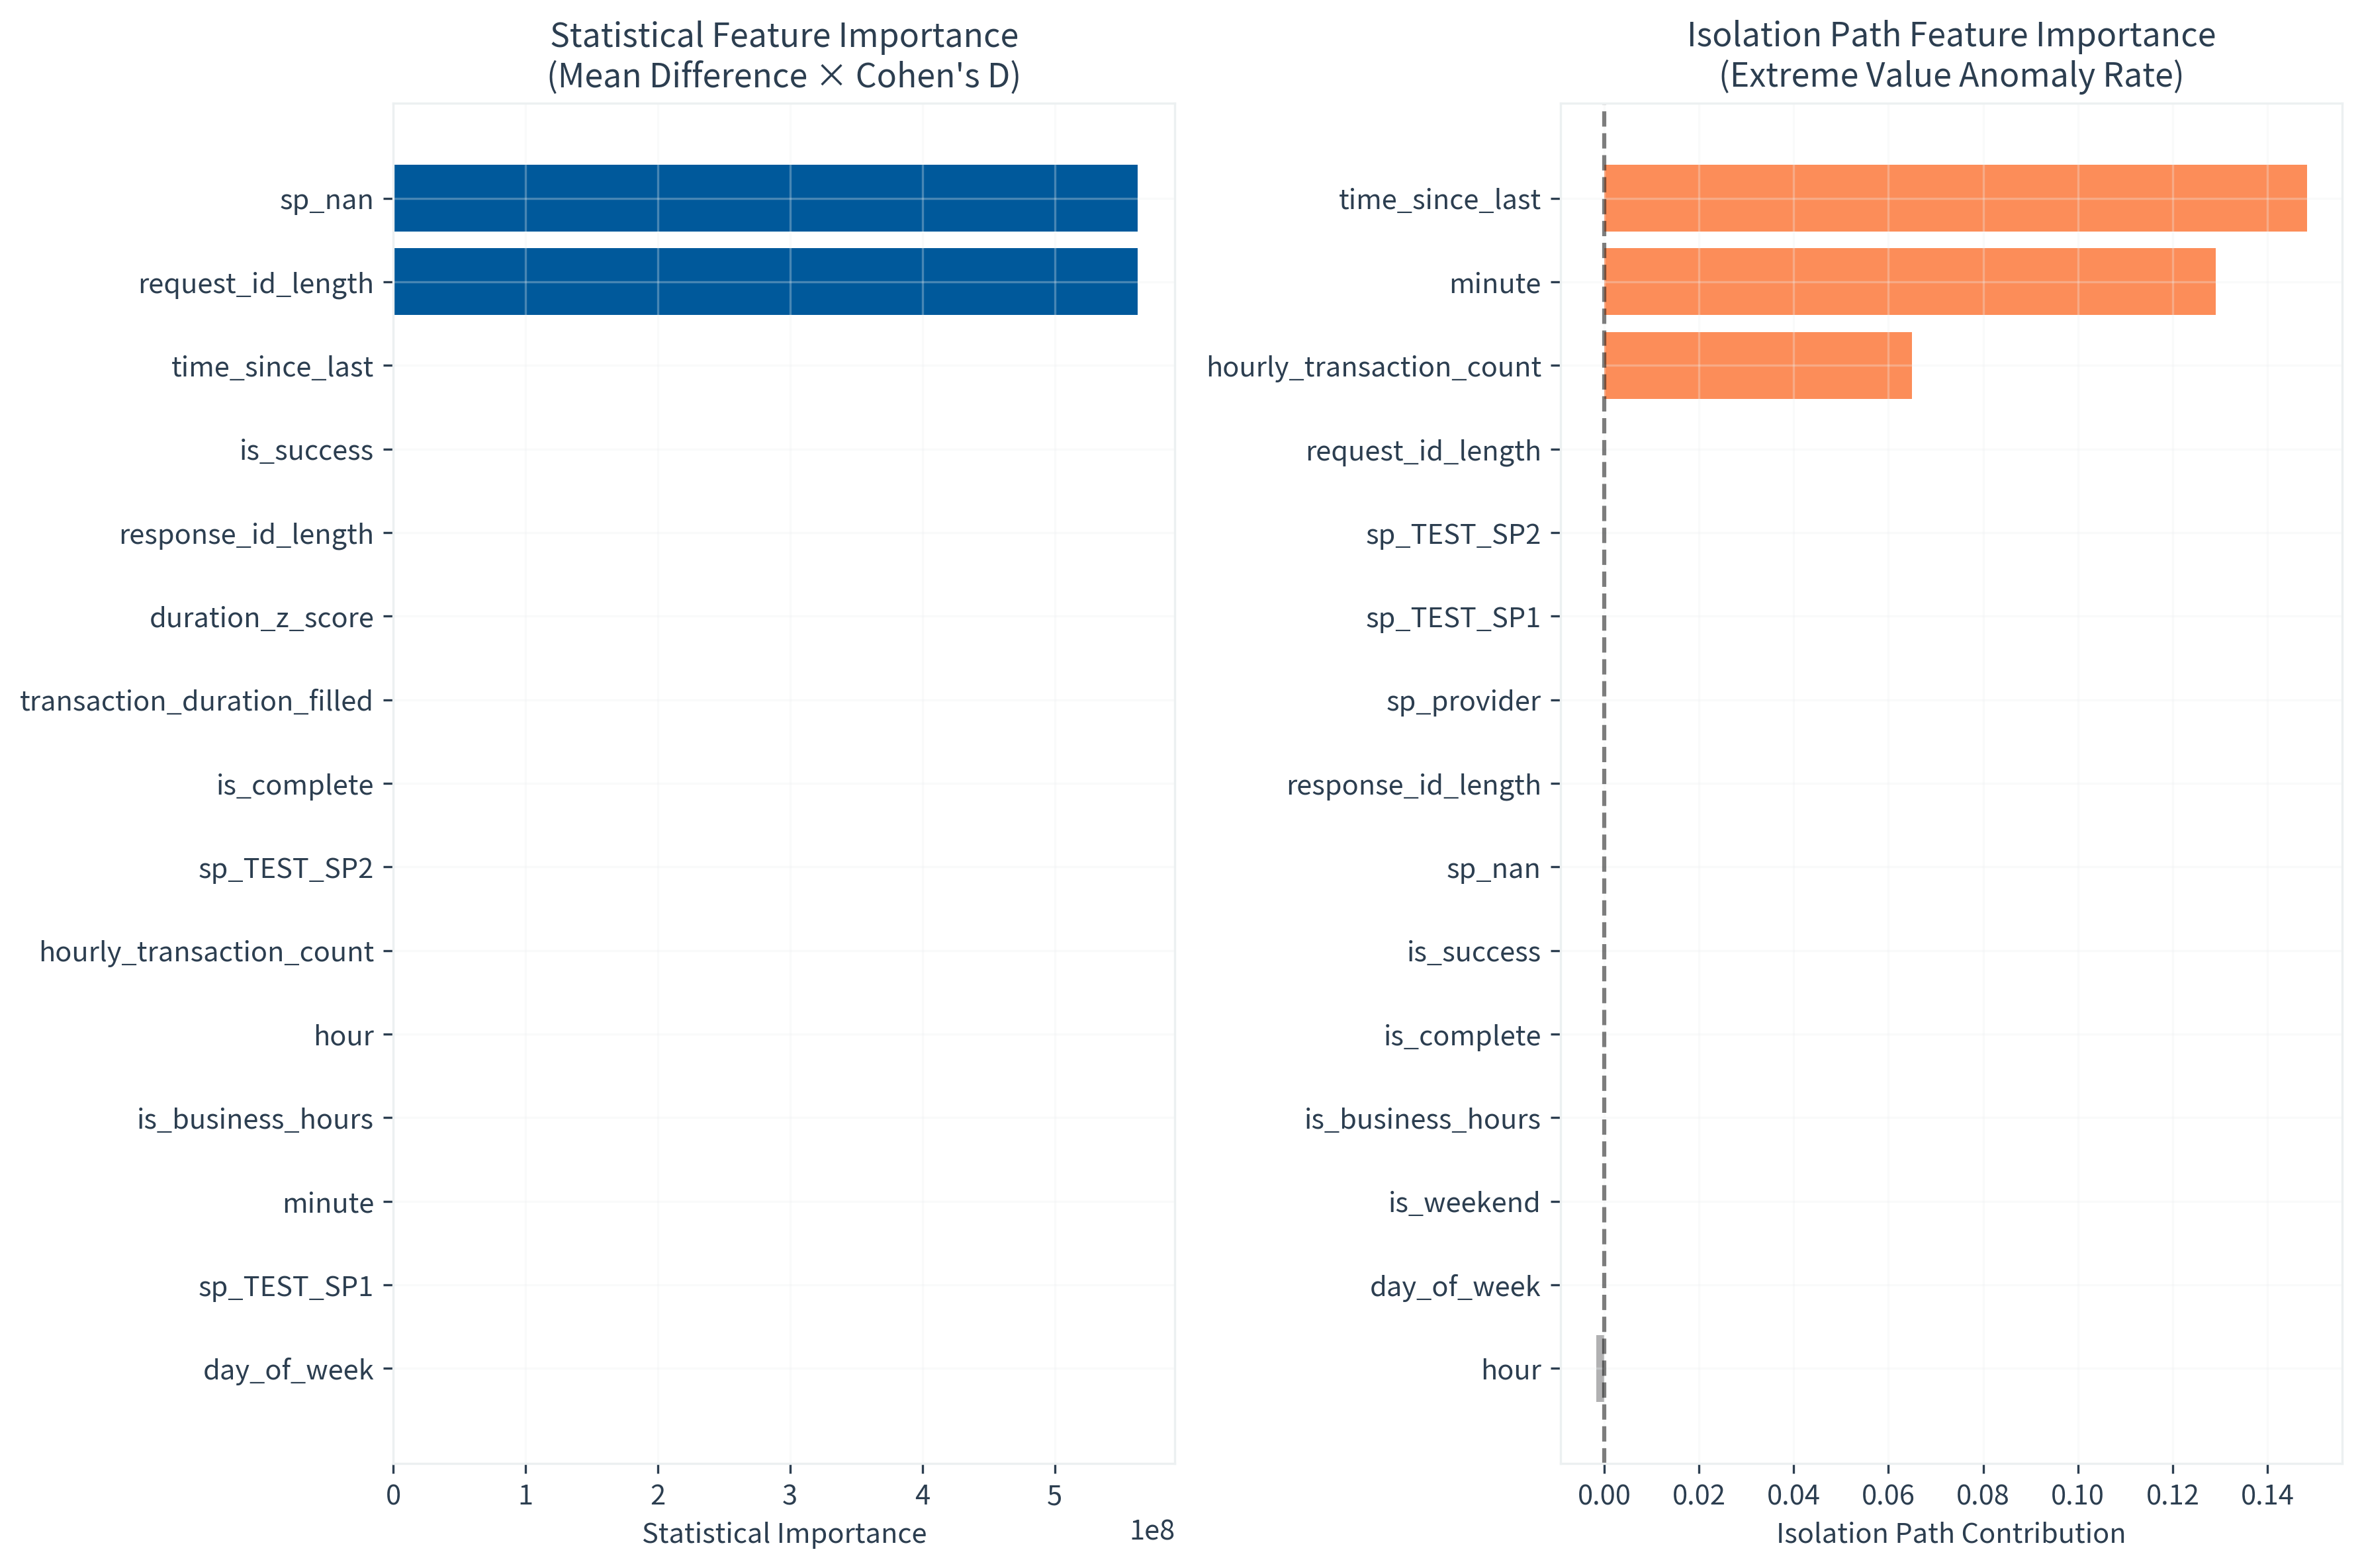 Statistical Feature Importance
(Mean Difference × Cohen's D)
sp_nan
request_id_length
time_since_last
is_success
response_id_length
duration_z_score
transaction_duration_filled
is_complete
sp_TEST_SP2
hourly_transaction_count
hour
is_business_hours
minute
sp_TEST_SP1
day_of_week
0 1 2 3 4 5
1e8
Statistical Importance
Isolation Path Feature Importance
(Extreme Value Anomaly Rate)
time_since_last
minute
hourly_transaction_count
request_id_length
sp_TEST_SP2
sp_TEST_SP1
sp_provider
response_id_length
sp_nan
is_success
is_complete
is_business_hours
is_weekend
day_of_week
hour
0.00 0.02 0.04 0.06 0.08 0.10 0.12 0.14
Isolation Path Contribution